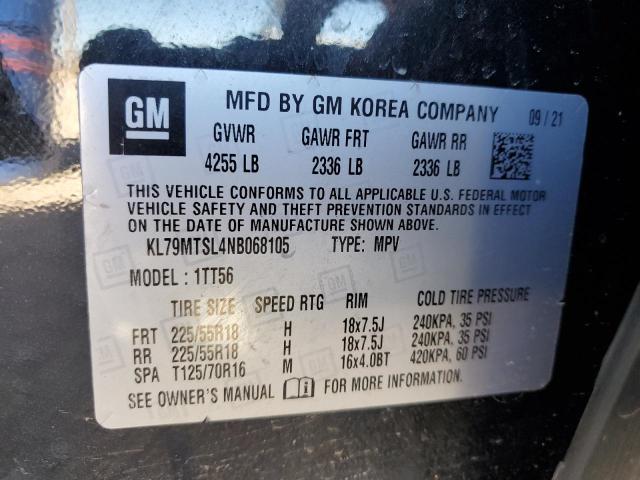 GM
MFD BY GM KOREA COMPANY 09 / 21
GVWR GAWR FRT GAWR RR
4255 LB 2336 LB 2336 LB
THIS VEHICLE CONFORMS TO ALL APPLICABLE U.S. FEDERAL MOTOR
VEHICLE SAFETY AND THEFT PREVENTION STANDARDS IN EFFECT
ON THE DATE OF MANUFACTURE SHOWN ABOVE.
KL79MTSL4NB068105 TYPE: MPV
MODEL : 1TT56
TIRE SIZE SPEED RTG RIM COLD TIRE PRESSURE
FRT 225/55R18 H 18x7.5J 240KPA, 35 PSI
RR 225/55R18 H 18x7.5J 240KPA, 35 PSI
SPA T125/70R16 M 16x4.0BT 420KPA, 60 PSI
SEE OWNER'S MANUAL FOR MORE INFORMATION.